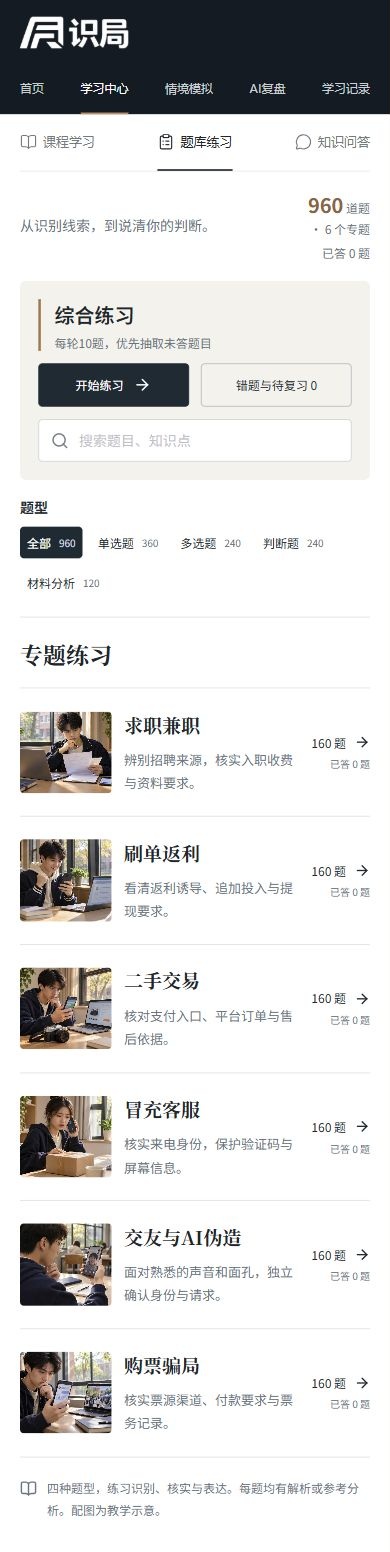 识局
首页 学习中心 情境模拟 AI复盘 学习记录
课程学习 题库练习 知识问答
从识别线索，到说清你的判断。
960 道题
· 6 个专题
已答 0 题
综合练习
每轮10题，优先抽取未答题目
开始练习 → 错题与待复习 0
搜索题目、知识点
题型
全部 960 单选题 360 多选题 240 判断题 240
材料分析 120
专题练习
求职兼职
辨别招聘来源，核实入职收费
与资料要求。
160 题 →
已答 0 题
刷单返利
看清返利诱导、追加投入与提
现要求。
160 题 →
已答 0 题
二手交易
核对支付入口、平台订单与售
后依据。
160 题 →
已答 0 题
冒充客服
核实来电身份，保护验证码与
屏幕信息。
160 题 →
已答 0 题
交友与AI伪造
面对熟悉的声音和面孔，独立
确认身份与请求。
160 题 →
已答 0 题
购票骗局
核实票源渠道、付款要求与票
务记录。
160 题 →
已答 0 题
四种题型，练习识别、核实与表达。每题均有解析或参考分
析。配图为教学示意。